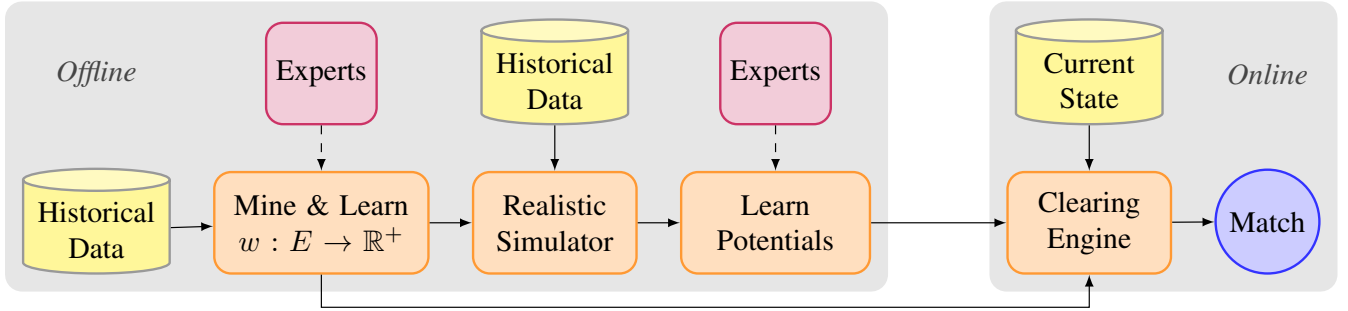 Offline
Experts
Historical
Data
Experts
Current
State
Online
Historical
Data
Mine & Learn
w : E → ℝ⁺
Realistic
Simulator
Learn
Potentials
Clearing
Engine
Match